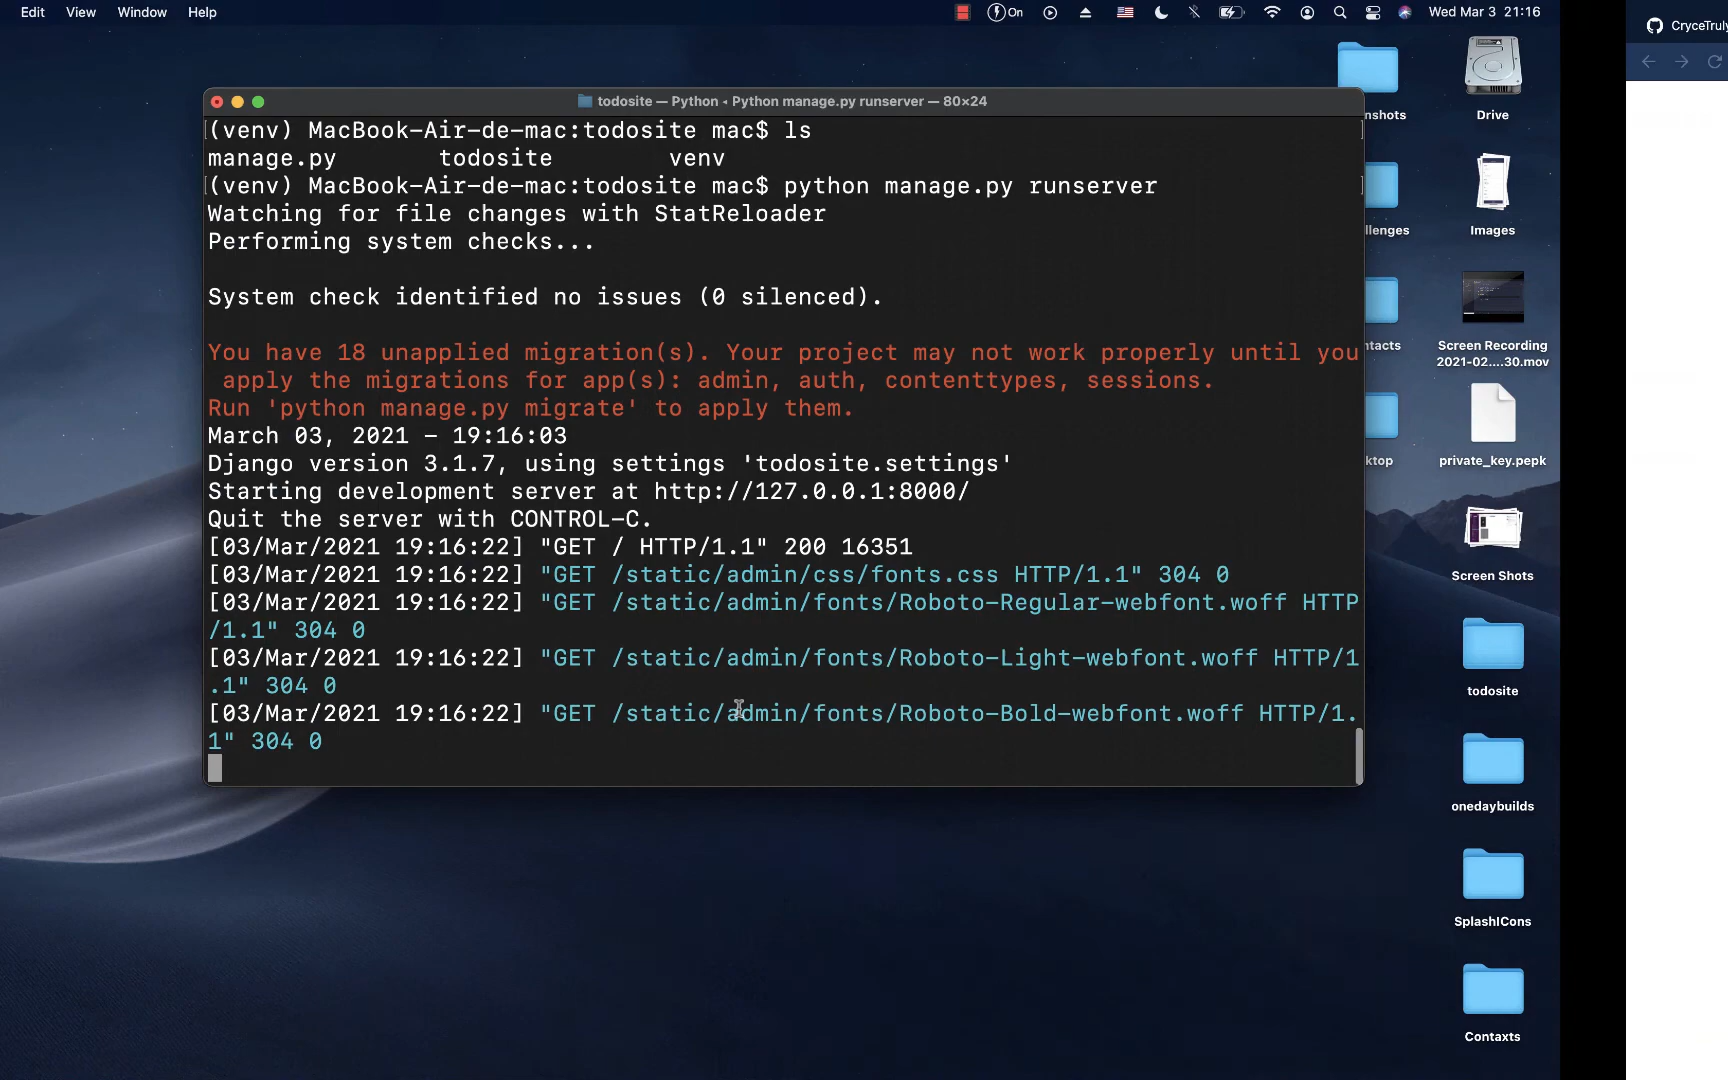 Edit View Window Help
On
Wed Mar 3 21:16
CryceTruly
todosite — Python ◂ Python manage.py runserver — 80×24
(venv) MacBook-Air-de-mac:todosite mac$ ls
manage.py todosite venv
(venv) MacBook-Air-de-mac:todosite mac$ python manage.py runserver
Watching for file changes with StatReloader
Performing system checks...
System check identified no issues (0 silenced).
You have 18 unapplied migration(s). Your project may not work properly until you
apply the migrations for app(s): admin, auth, contenttypes, sessions.
Run 'python manage.py migrate' to apply them.
March 03, 2021 - 19:16:03
Django version 3.1.7, using settings 'todosite.settings'
Starting development server at http://127.0.0.1:8000/
Quit the server with CONTROL-C.
[03/Mar/2021 19:16:22] "GET / HTTP/1.1" 200 16351
[03/Mar/2021 19:16:22] "GET /static/admin/css/fonts.css HTTP/1.1" 304 0
[03/Mar/2021 19:16:22] "GET /static/admin/fonts/Roboto-Regular-webfont.woff HTTP
/1.1" 304 0
[03/Mar/2021 19:16:22] "GET /static/admin/fonts/Roboto-Light-webfont.woff HTTP/1
.1" 304 0
[03/Mar/2021 19:16:22] "GET /static/admin/fonts/Roboto-Bold-webfont.woff HTTP/1.
1" 304 0
nshots
llenges
ntacts
ktop
Drive
Images
Screen Recording
2021-02....30.mov
private_key.pepk
Screen Shots
todosite
onedaybuilds
SplashICons
Contaxts